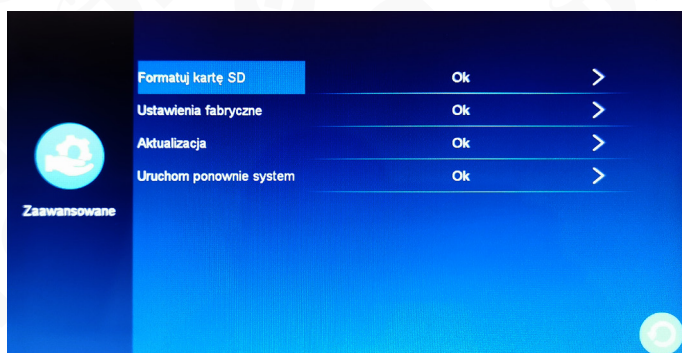 Formatuj kartę SD Ok >
Ustawienia fabryczne Ok >
Aktualizacja Ok >
Uruchom ponownie system Ok >
Zaawansowane